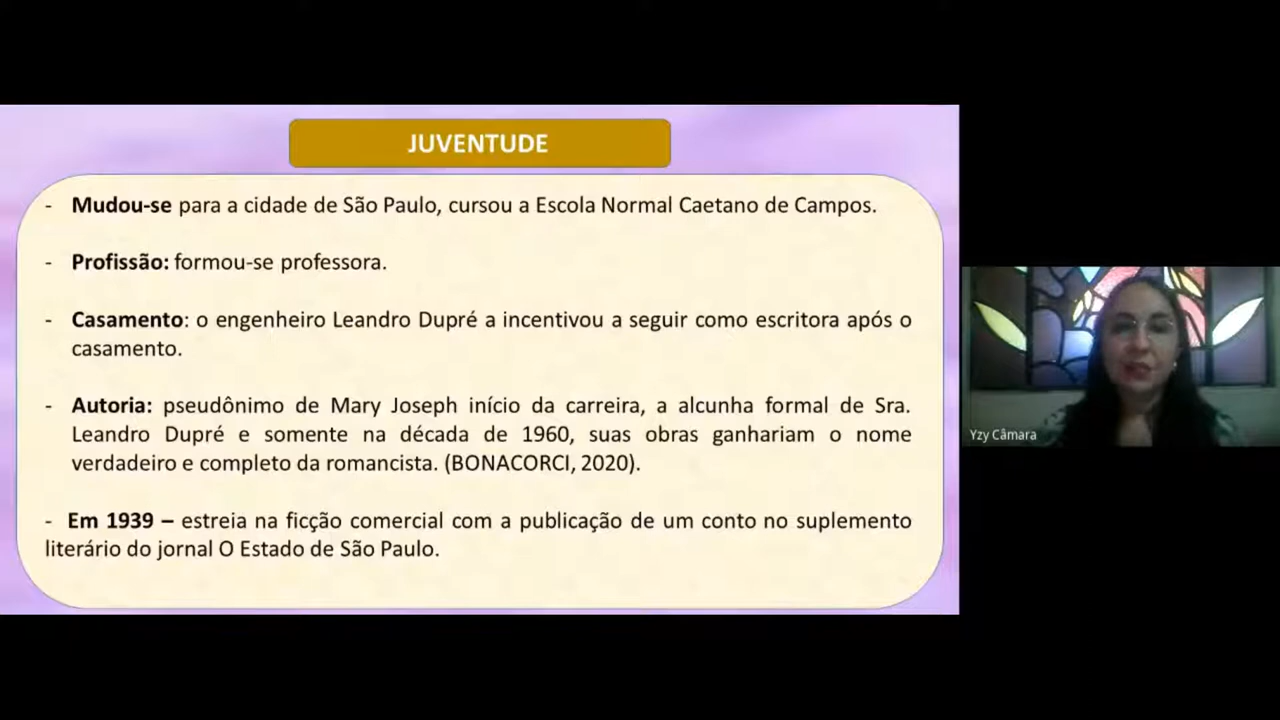 JUVENTUDE
- Mudou-se para a cidade de São Paulo, cursou a Escola Normal Caetano de Campos.
- Profissão: formou-se professora.
- Casamento: o engenheiro Leandro Dupré a incentivou a seguir como escritora após o
casamento.
- Autoria: pseudônimo de Mary Joseph início da carreira, a alcunha formal de Sra.
Leandro Dupré e somente na década de 1960, suas obras ganhariam o nome
verdadeiro e completo da romancista. (BONACORCI, 2020).
- Em 1939 – estreia na ficção comercial com a publicação de um conto no suplemento
literário do jornal O Estado de São Paulo.
Yzy Câmara